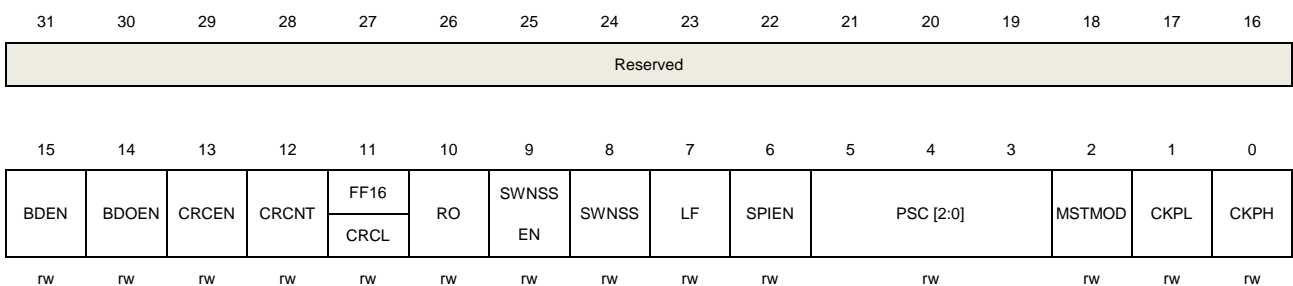 31 30 29 28 27 26 25 24 23 22 21 20 19 18 17 16
Reserved
15 14 13 12 11 10 9 8 7 6 5 4 3 2 1 0
BDEN BDOEN CRCEN CRCNT FF16 CRCL RO SWNSS EN SWNSS LF SPIEN PSC [2:0] MSTMOD CKPL CKPH
rw rw rw rw rw rw rw rw rw rw rw rw rw rw